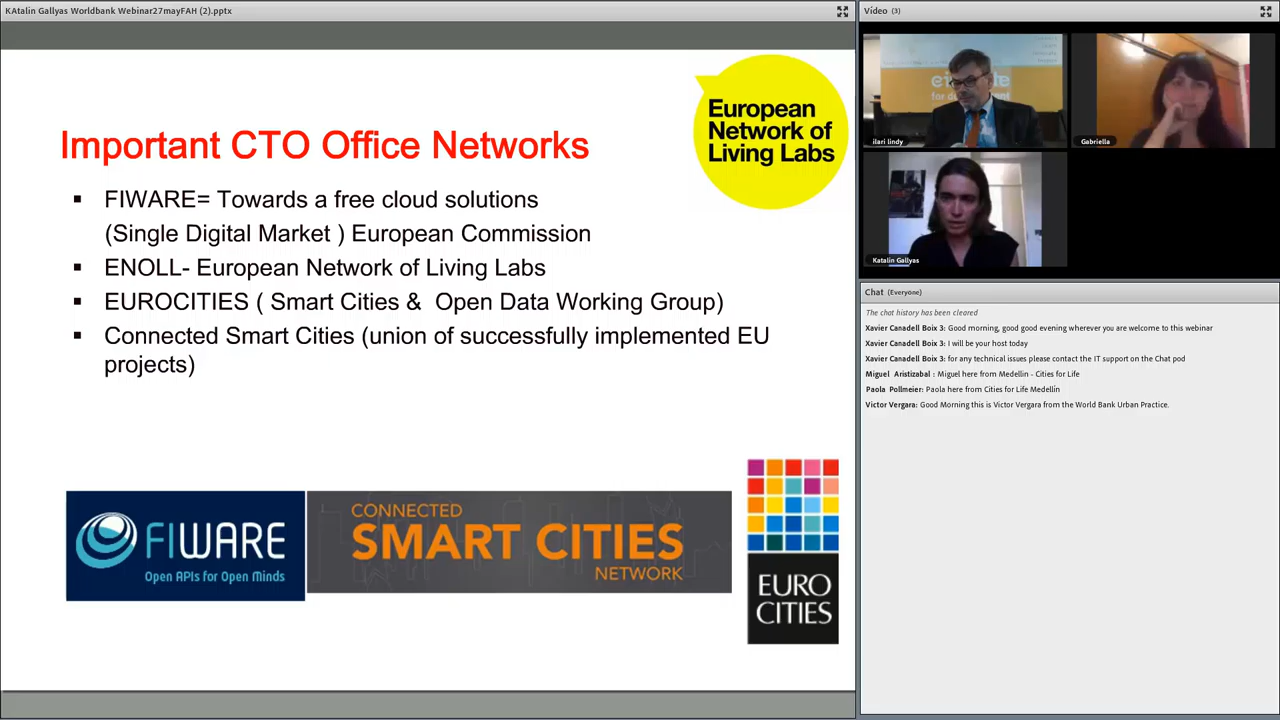 KAtalin Gallyas Worldbank Webinar27mayFAH (2).pptx
European
Network of
Living Labs
Important CTO Office Networks
▪ FIWARE= Towards a free cloud solutions
(Single Digital Market ) European Commission
▪ ENOLL- European Network of Living Labs
▪ EUROCITIES ( Smart Cities & Open Data Working Group)
▪ Connected Smart Cities (union of successfully implemented EU
projects)
FIWARE
Open APIs for Open Minds
CONNECTED
SMART CITIES
NETWORK
EURO
CITIES
Vídeo (3)
ilari lindy
Gabriella
Katalin Gallyas
Chat (Everyone)
The chat history has been cleared
Xavier Canadell Boix 3: Good morning, good good evening wherever you are welcome to this webinar
Xavier Canadell Boix 3: I will be your host today
Xavier Canadell Boix 3: for any technical issues please contact the IT support on the Chat pod
Miguel Aristizabal : Miguel here from Medellin - Cities for Life
Paola Pollmeier: Paola here from Cities for Life Medellín
Victor Vergara: Good Morning this is Victor Vergara from the World Bank Urban Practice.